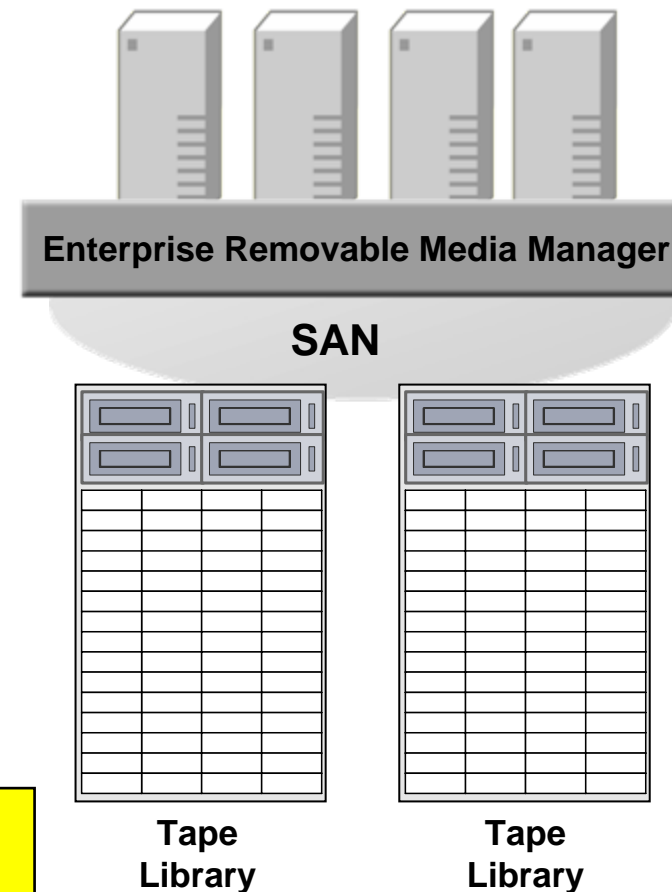 Enterprise Removable Media Manager
SAN
Tape
Library
Tape
Library